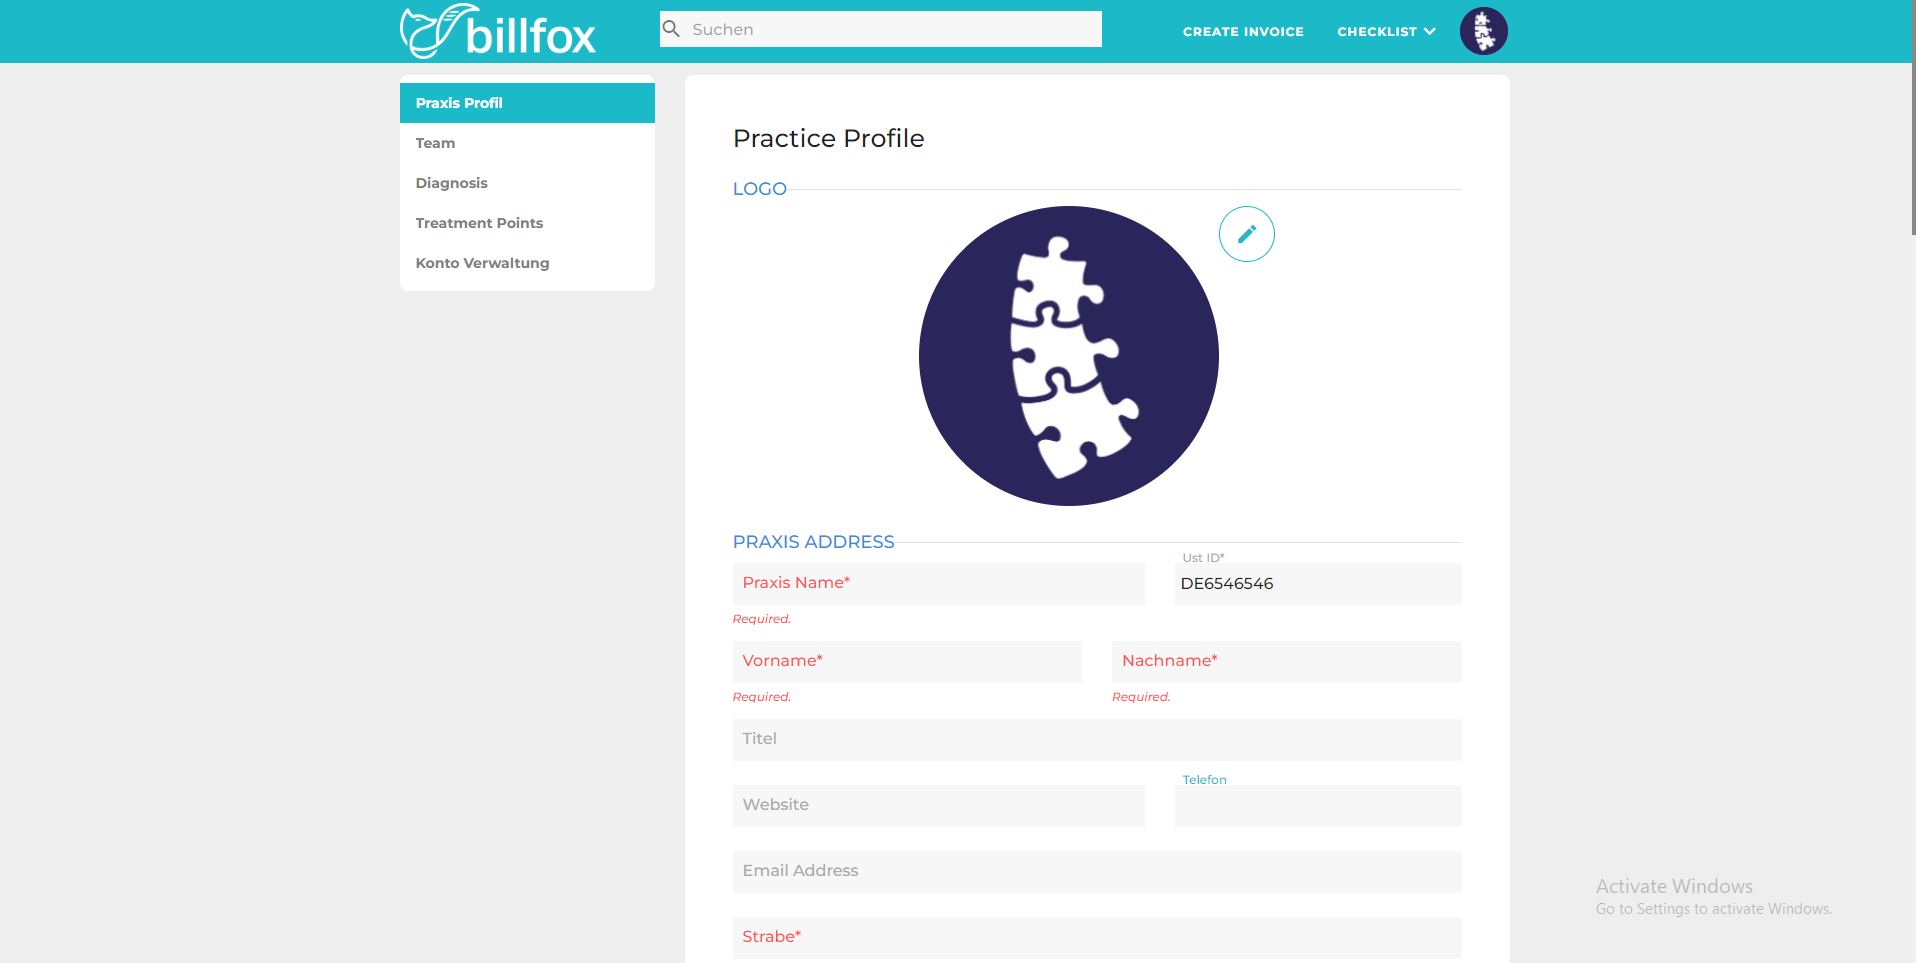 billfox
Suchen
CREATE INVOICE
CHECKLIST
Praxis Profil
Team
Diagnosis
Treatment Points
Konto Verwaltung
Practice Profile
LOGO
PRAXIS ADDRESS
Praxis Name*
Required.
Ust ID*
DE6546546
Vorname*
Required.
Nachname*
Required.
Titel
Website
Telefon
Email Address
Strabe*
Activate Windows
Go to Settings to activate Windows.